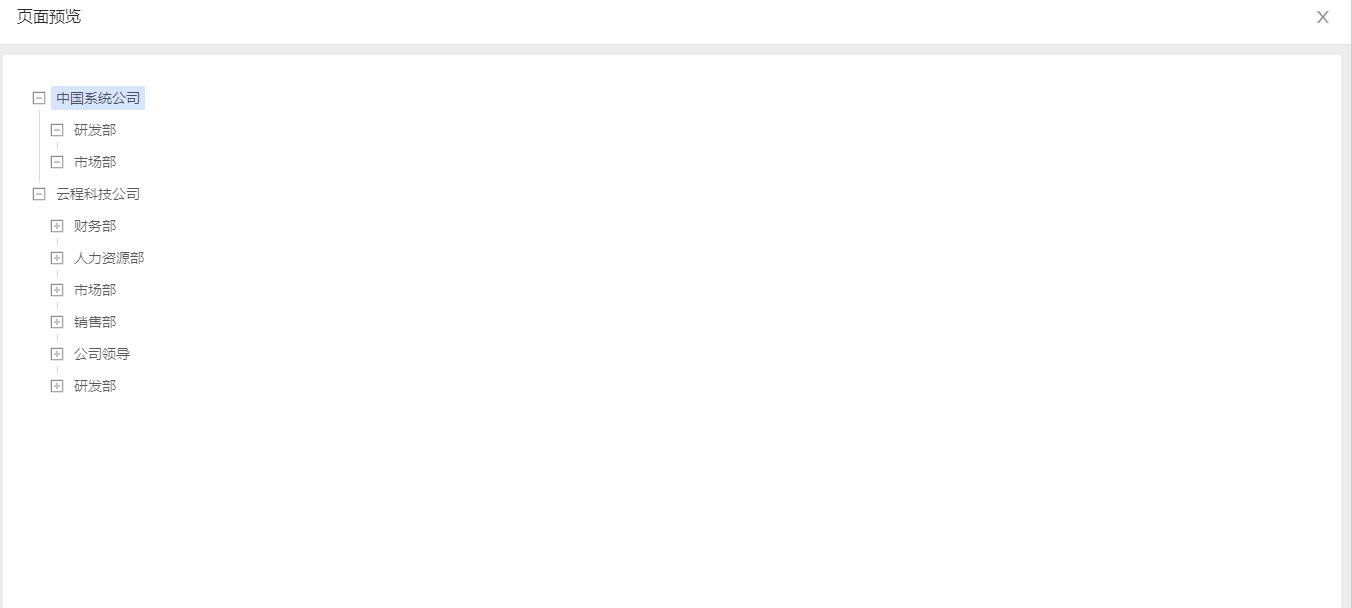 页面预览
中国系统公司
研发部
市场部
云程科技公司
财务部
人力资源部
市场部
销售部
公司领导
研发部